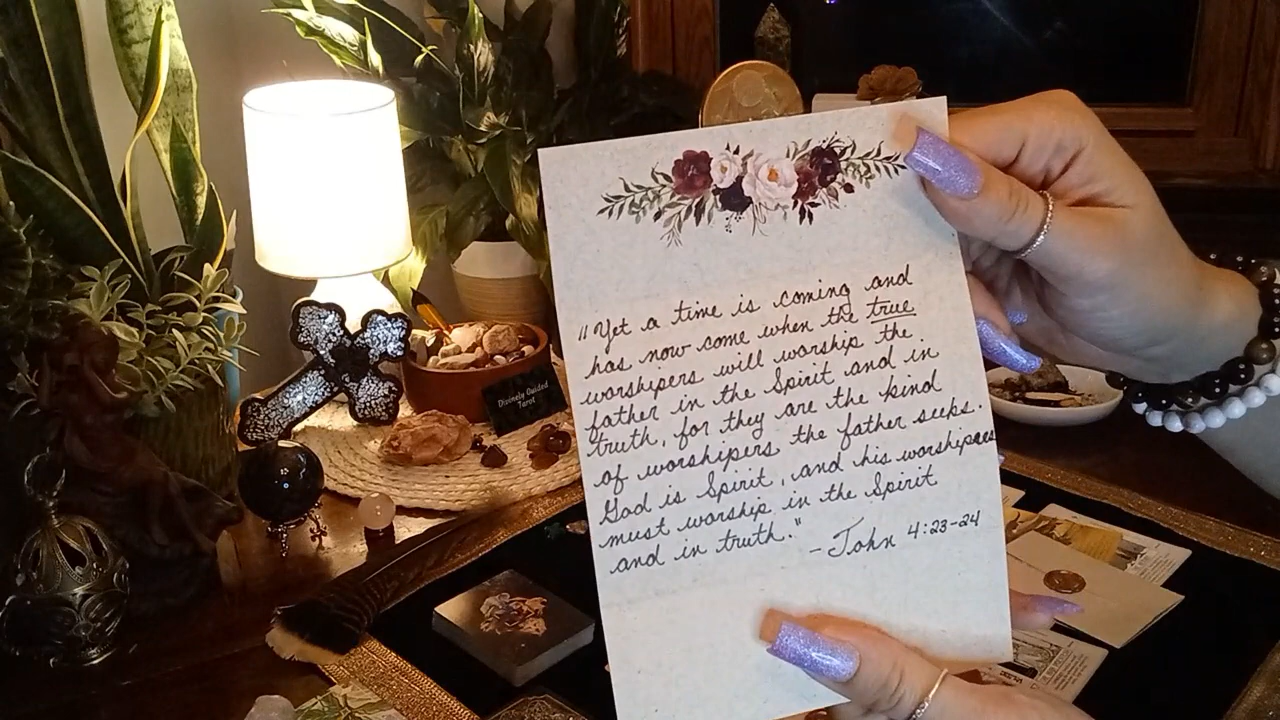 "Yet a time is coming and
has now come when the true
worshipers will worship the
father in the Spirit and in
truth, for they are the kind
of worshipers the father seeks.
God is Spirit, and his worshipers
must worship in the Spirit
and in truth."
- John 4:23-24
Divinely Guided
Tarot